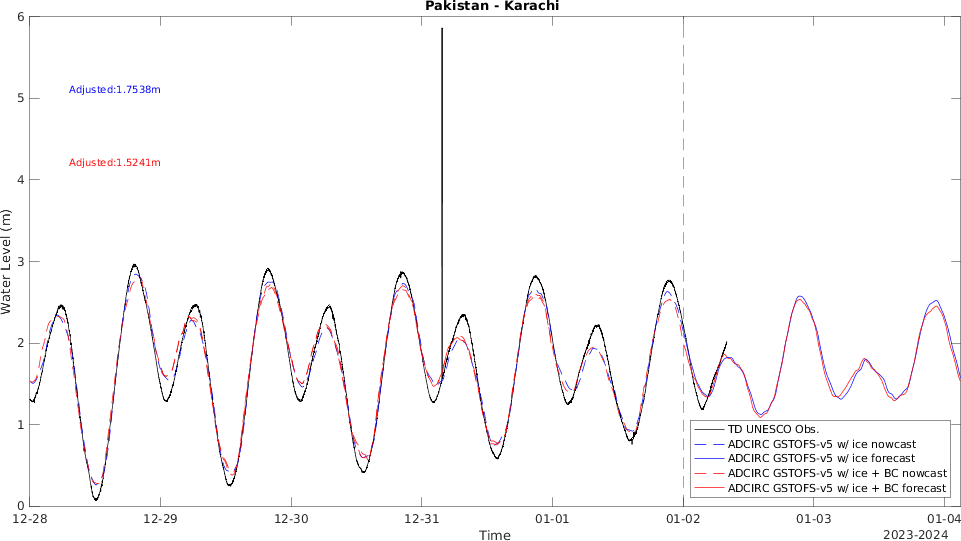 Pakistan - Karachi
6
5
4
3
2
1
0
Water Level (m)
Adjusted:1.7538m
Adjusted:1.5241m
TD UNESCO Obs.
ADCIRC GSTOFS-v5 w/ ice nowcast
ADCIRC GSTOFS-v5 w/ ice forecast
ADCIRC GSTOFS-v5 w/ ice + BC nowcast
ADCIRC GSTOFS-v5 w/ ice + BC forecast
12-28 12-29 12-30 12-31 01-01 01-02 01-03 01-04
Time
2023-2024